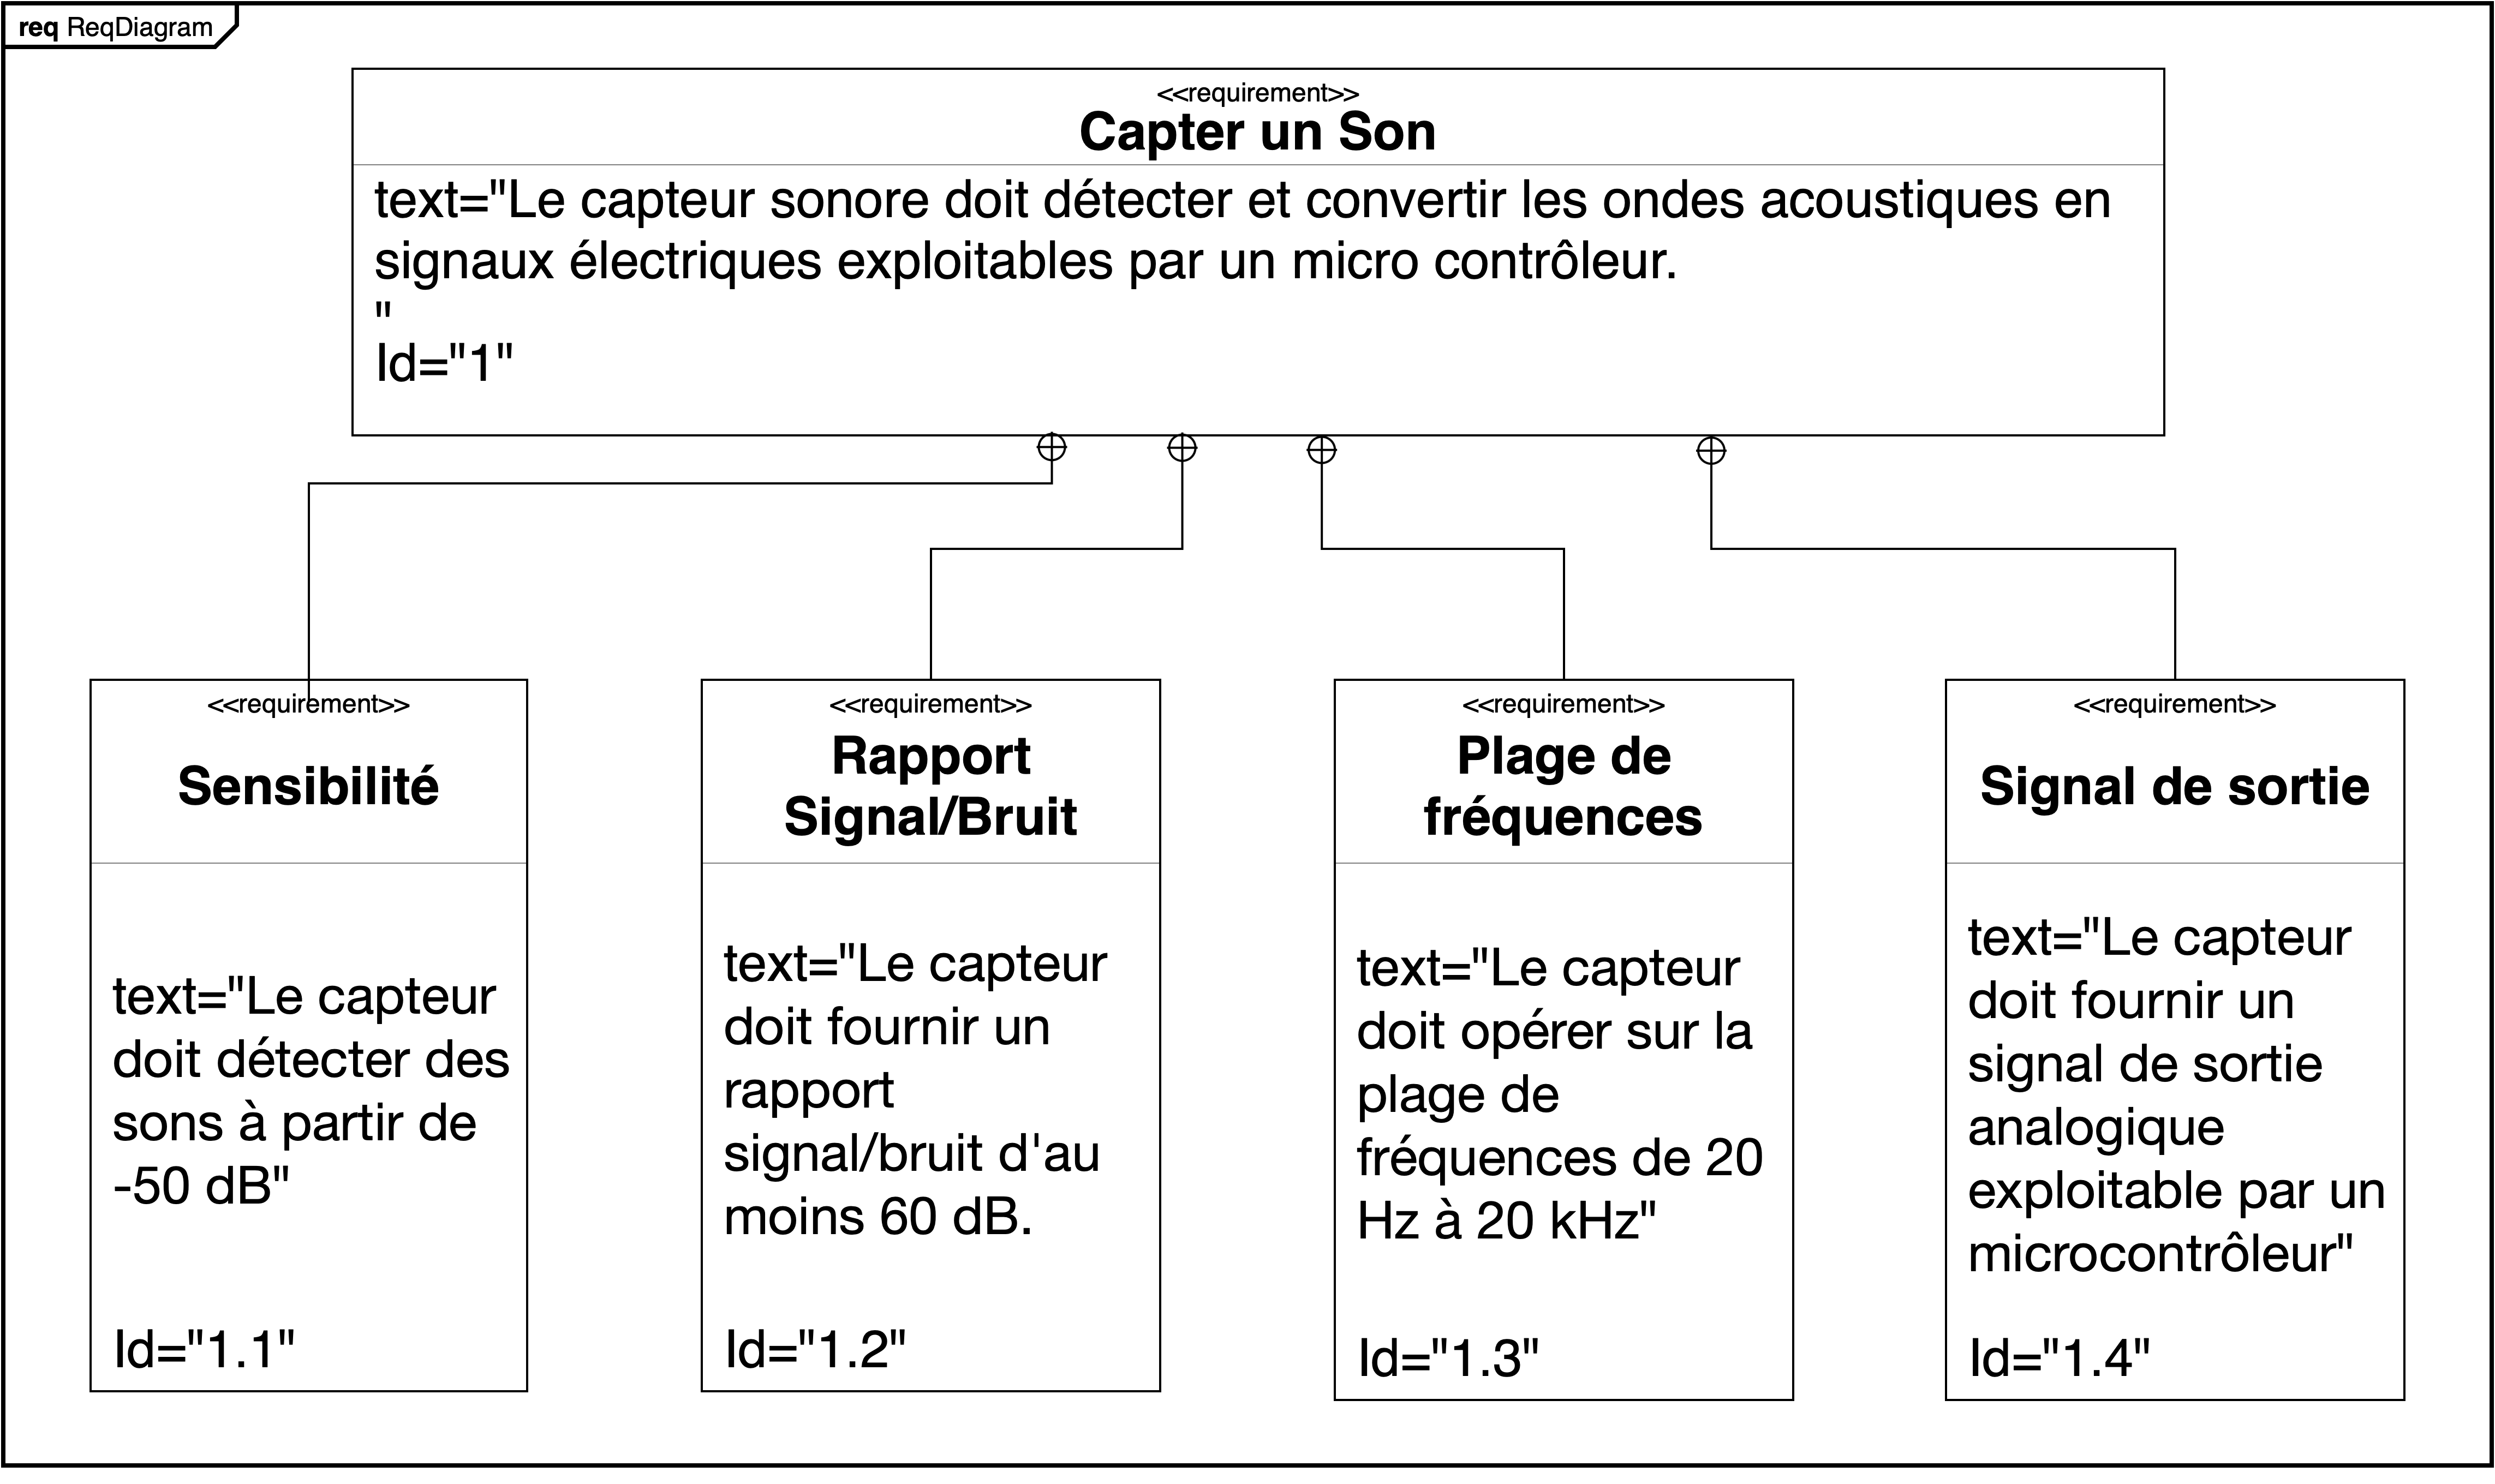 req ReqDiagram
<<requirement>>
Capter un Son
text="Le capteur sonore doit détecter et convertir les ondes acoustiques en
signaux électriques exploitables par un micro contrôleur.
"
Id="1"
<<requirement>>
Sensibilité
text="Le capteur
doit détecter des
sons à partir de
-50 dB"
Id="1.1"
<<requirement>>
Rapport
Signal/Bruit
text="Le capteur
doit fournir un
rapport
signal/bruit d'au
moins 60 dB.
Id="1.2"
<<requirement>>
Plage de
fréquences
text="Le capteur
doit opérer sur la
plage de
fréquences de 20
Hz à 20 kHz"
Id="1.3"
<<requirement>>
Signal de sortie
text="Le capteur
doit fournir un
signal de sortie
analogique
exploitable par un
microcontrôleur"
Id="1.4"